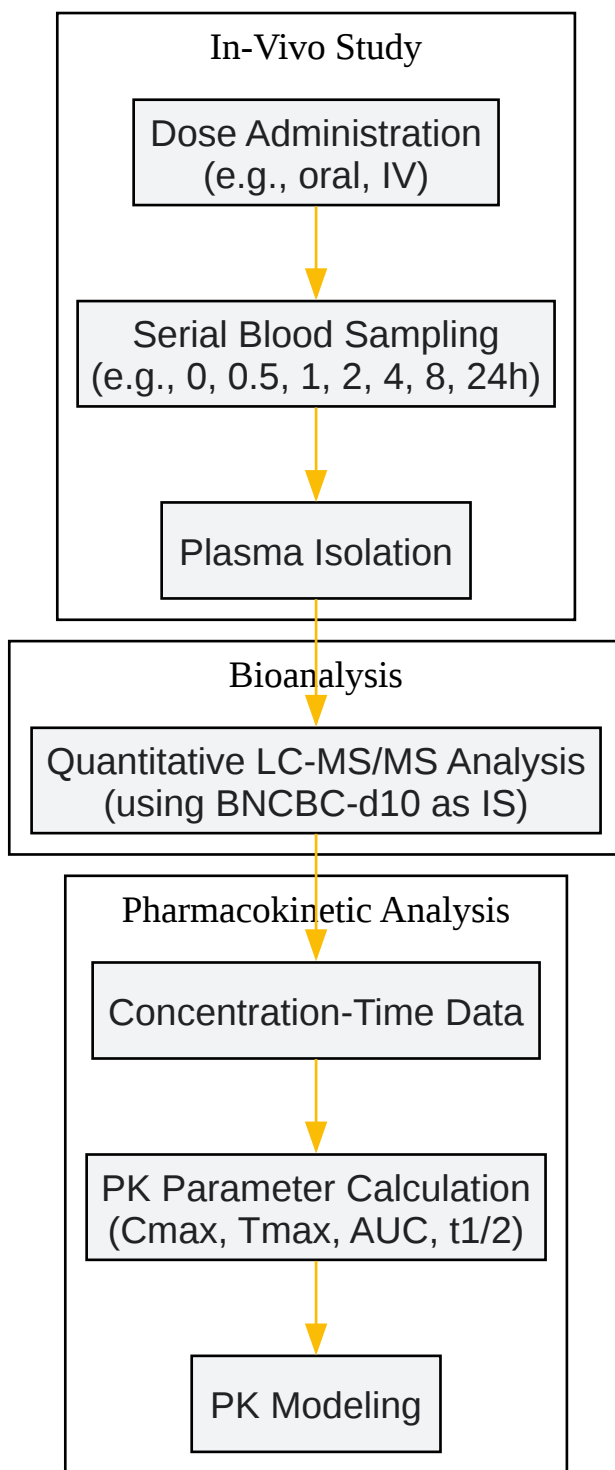 In-Vivo Study
Dose Administration
(e.g., oral, IV)
Serial Blood Sampling
(e.g., 0, 0.5, 1, 2, 4, 8, 24h)
Plasma Isolation
Bioanalysis
Quantitative LC-MS/MS Analysis
(using BNCBC-d10 as IS)
Pharmacokinetic Analysis
Concentration-Time Data
PK Parameter Calculation
(Cmax, Tmax, AUC, t1/2)
PK Modeling